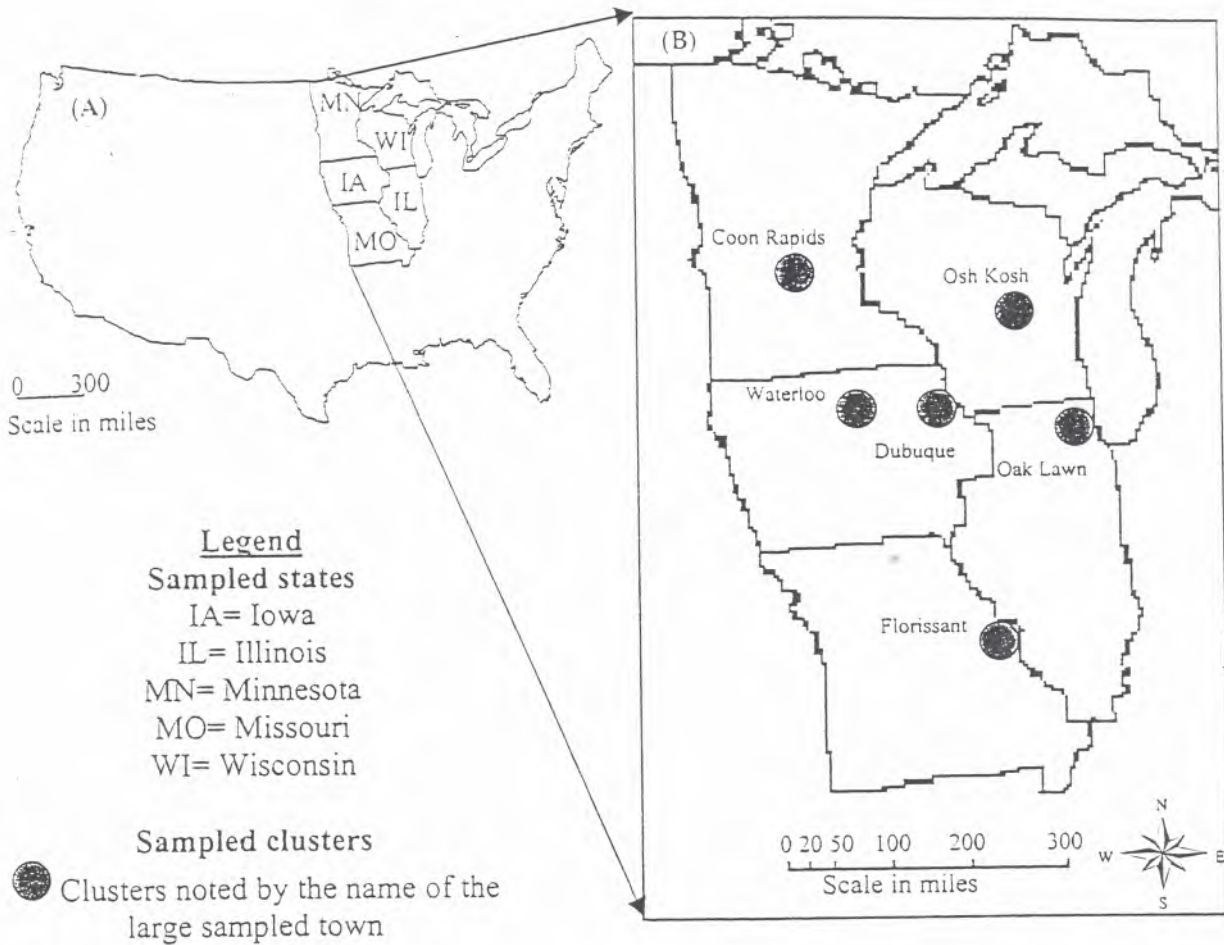 (A)
MN
WI
IA
IL
MO
0 300
Scale in miles
Legend
Sampled states
IA= Iowa
IL= Illinois
MN= Minnesota
MO= Missouri
WI= Wisconsin
Sampled clusters
Clusters noted by the name of the
large sampled town
(B)
Coon Rapids
Osh Kosh
Waterloo
Dubuque
Oak Lawn
Florissant
0 20 50 100 200 300
Scale in miles
N
W E
S